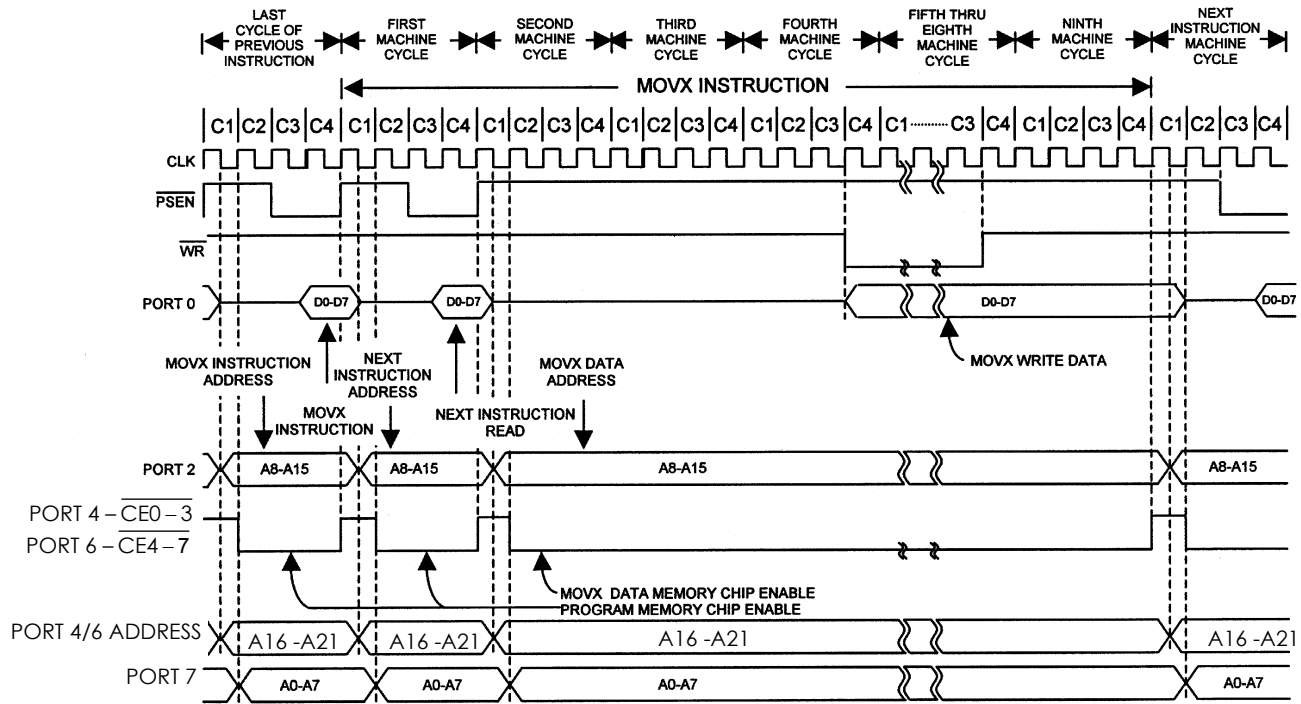 LAST CYCLE OF PREVIOUS INSTRUCTION
FIRST MACHINE CYCLE
SECOND MACHINE CYCLE
THIRD MACHINE CYCLE
FOURTH MACHINE CYCLE
FIFTH THRU EIGHTH MACHINE CYCLE
NINTH MACHINE CYCLE
NEXT INSTRUCTION MACHINE CYCLE
MOVX INSTRUCTION
C1 C2 C3 C4 C1 C2 C3 C4 C1 C2 C3 C4 C1 C2 C3 C4 C1 C2 C3 C4 C1 .......... C3 C4 C1 C2 C3 C4 C1 C2 C3 C4
CLK
PSEN
WR
PORT 0 D0-D7 D0-D7 D0-D7 D0-D7
MOVX INSTRUCTION ADDRESS
NEXT INSTRUCTION ADDRESS
MOVX DATA ADDRESS
MOVX WRITE DATA
MOVX INSTRUCTION
NEXT INSTRUCTION READ
PORT 2 A8-A15 A8-A15 A8-A15 A8-A15
PORT 4 – CE0 – 3
PORT 6 – CE4 – 7
MOVX DATA MEMORY CHIP ENABLE
PROGRAM MEMORY CHIP ENABLE
PORT 4/6 ADDRESS A16 -A21 A16 -A21 A16 -A21 A16 -A21
PORT 7 A0-A7 A0-A7 A0-A7 A0-A7